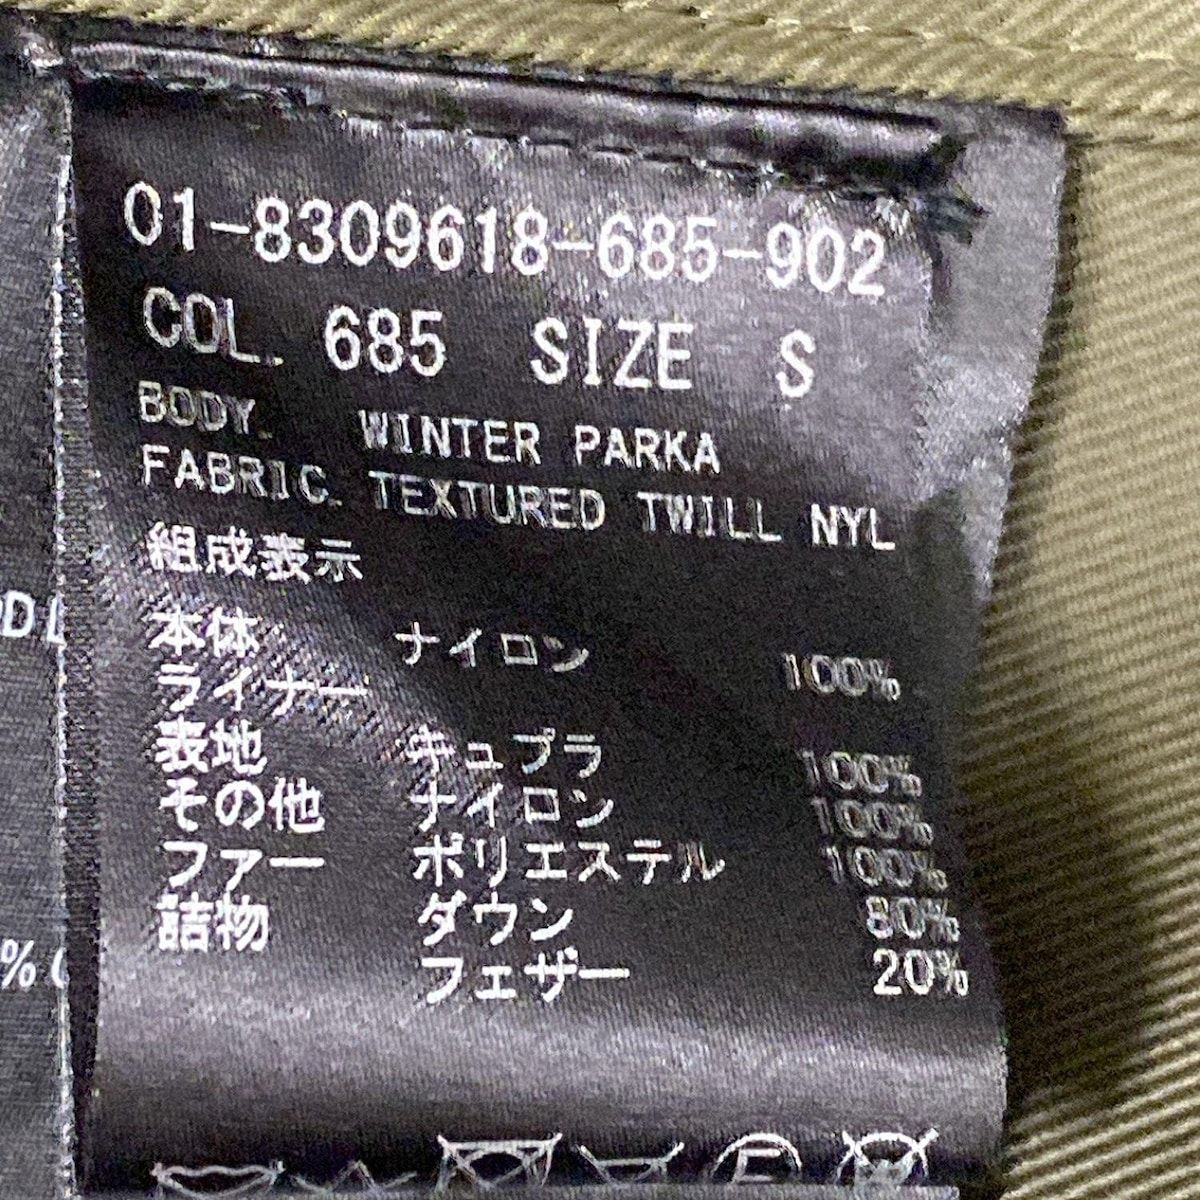 01-8309618-685-902
COL. 685 SIZE S
BODY. WINTER PARKA
FABRIC. TEXTURED TWILL NYL
組成表示
本体 ナイロン 100%
ライナー
表地 キュプラ 100%
その他 ナイロン 100%
ファー ポリエステル 100%
詰物 ダウン 80%
フェザー 20%